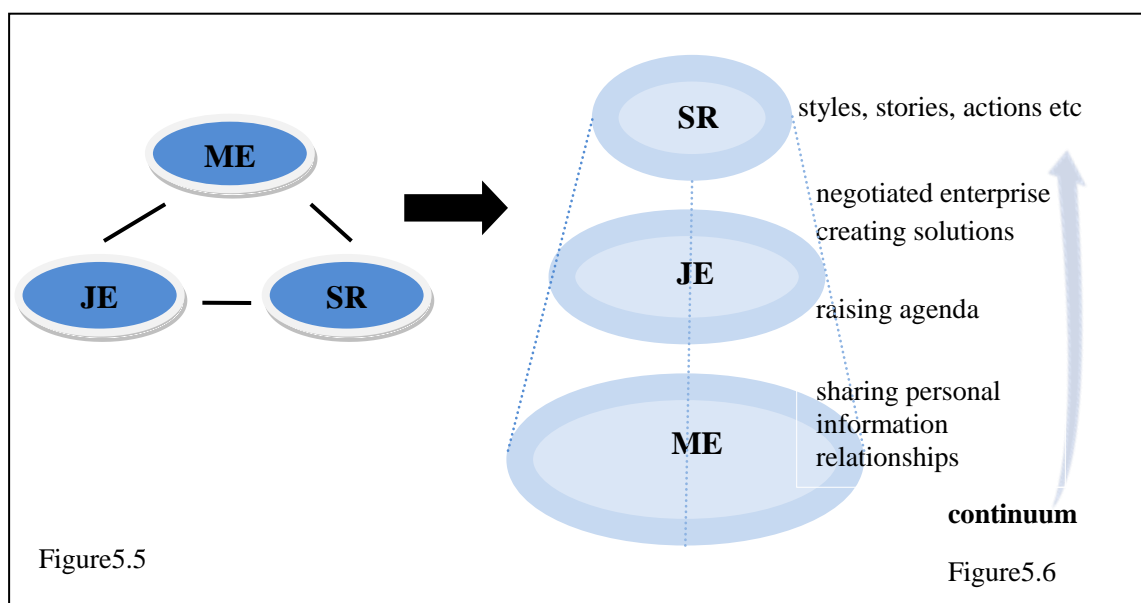 ME
JE
SR
Figure5.5
SR
styles, stories, actions etc
negotiated enterprise
creating solutions
JE
raising agenda
sharing personal
information
relationships
ME
continuum
Figure5.6